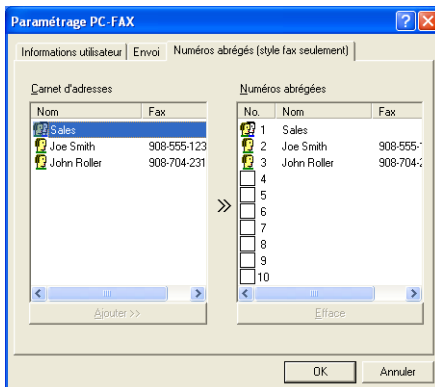 Paramétrage PC-FAX
Informations utilisateur Envoi Numéros abrégés (style fax seulement)
Carnet d'adresses Numéros abrégées
Nom Fax No. Nom Fax
Sales 1 Sales
Joe Smith 908-555-123 2 Joe Smith 908-555-
John Roller 908-704-231 3 John Roller 908-704-
4
5
6
7
8
9
10
Ajouter >> Efface
OK Annuler